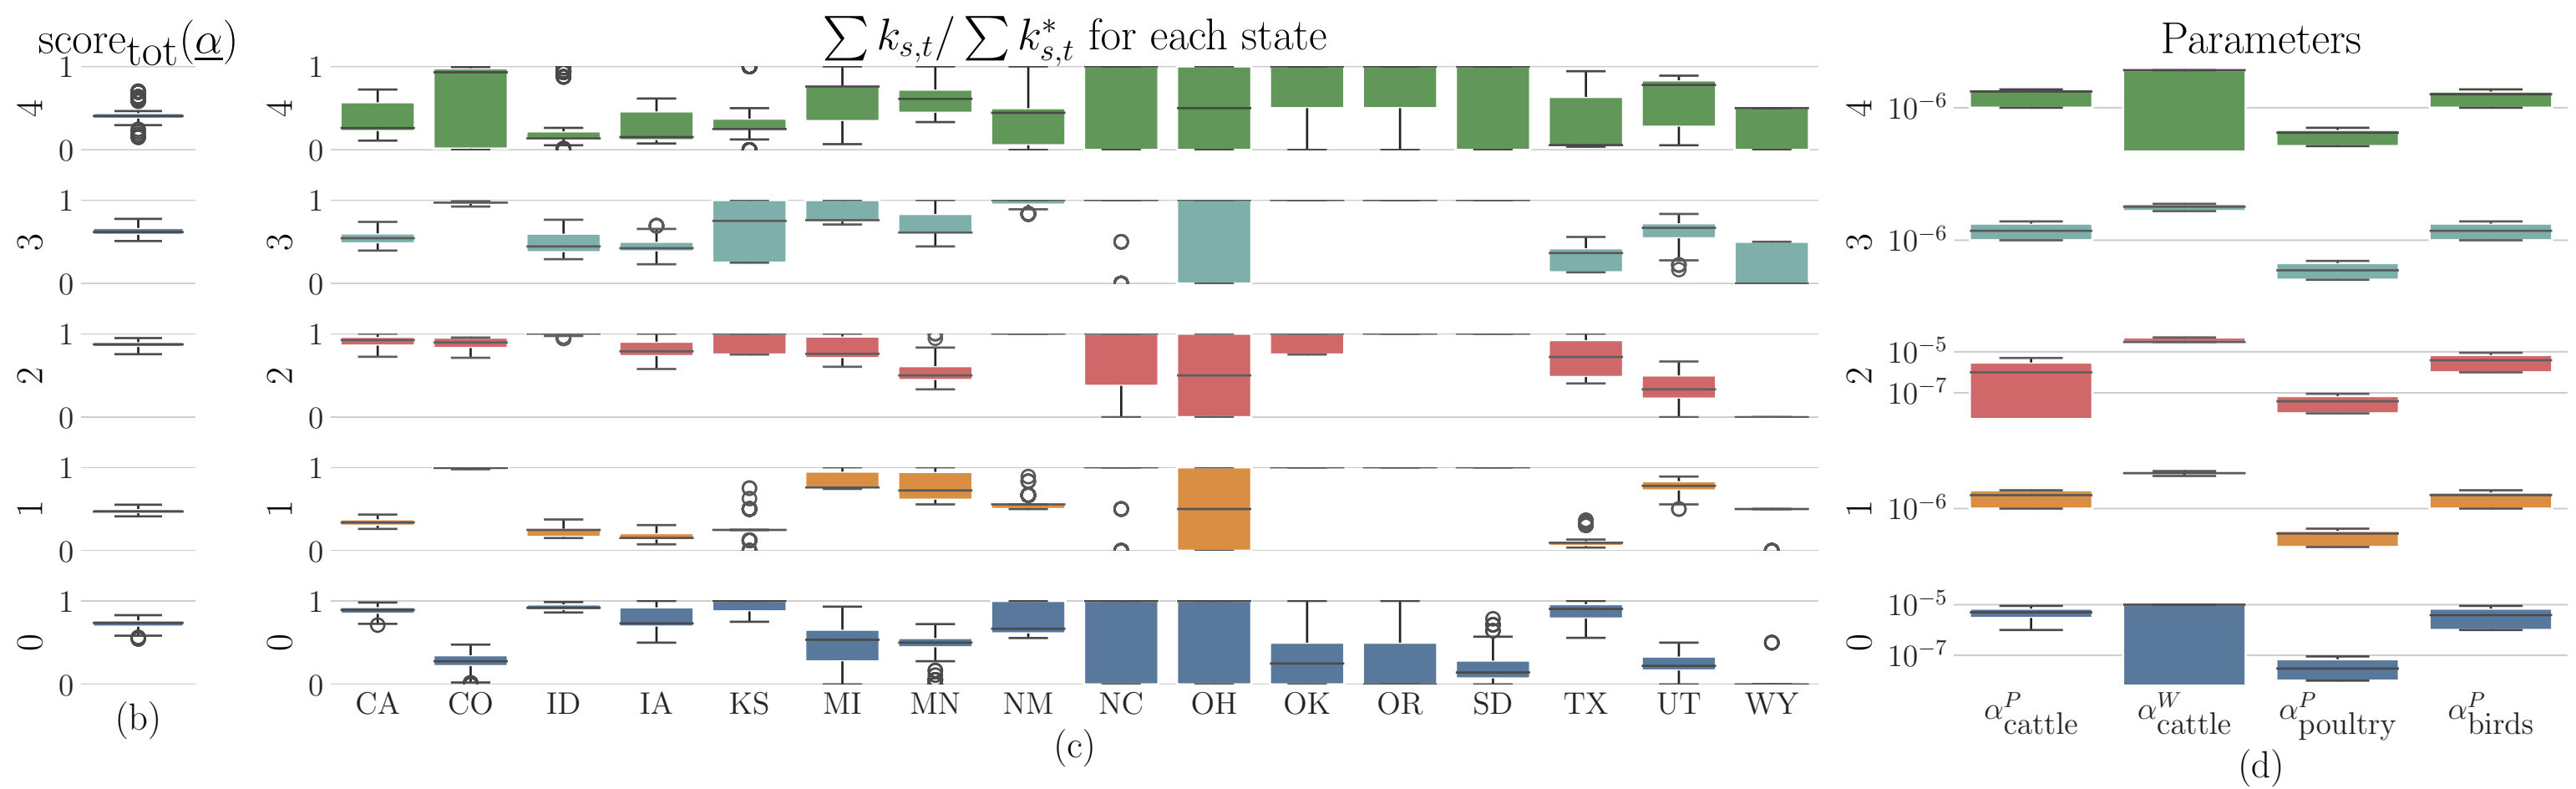 score_tot(α) ∑ k_{s,t}/ ∑ k*_{s,t} for each state Parameters
1 1
4 4 4 10⁻⁶
0 0
1 1
3 3 3 10⁻⁶
0 0
1 1 10⁻⁵
2 2 2 10⁻⁷
0 0
1 1
1 1 1 10⁻⁶
0 0
1 1 10⁻⁵
0 0 0 10⁻⁷
0 0
CA CO ID IA KS MI MN NM NC OH OK OR SD TX UT WY
α^P_cattle α^W_cattle α^P_poultry α^P_birds
(b) (c) (d)